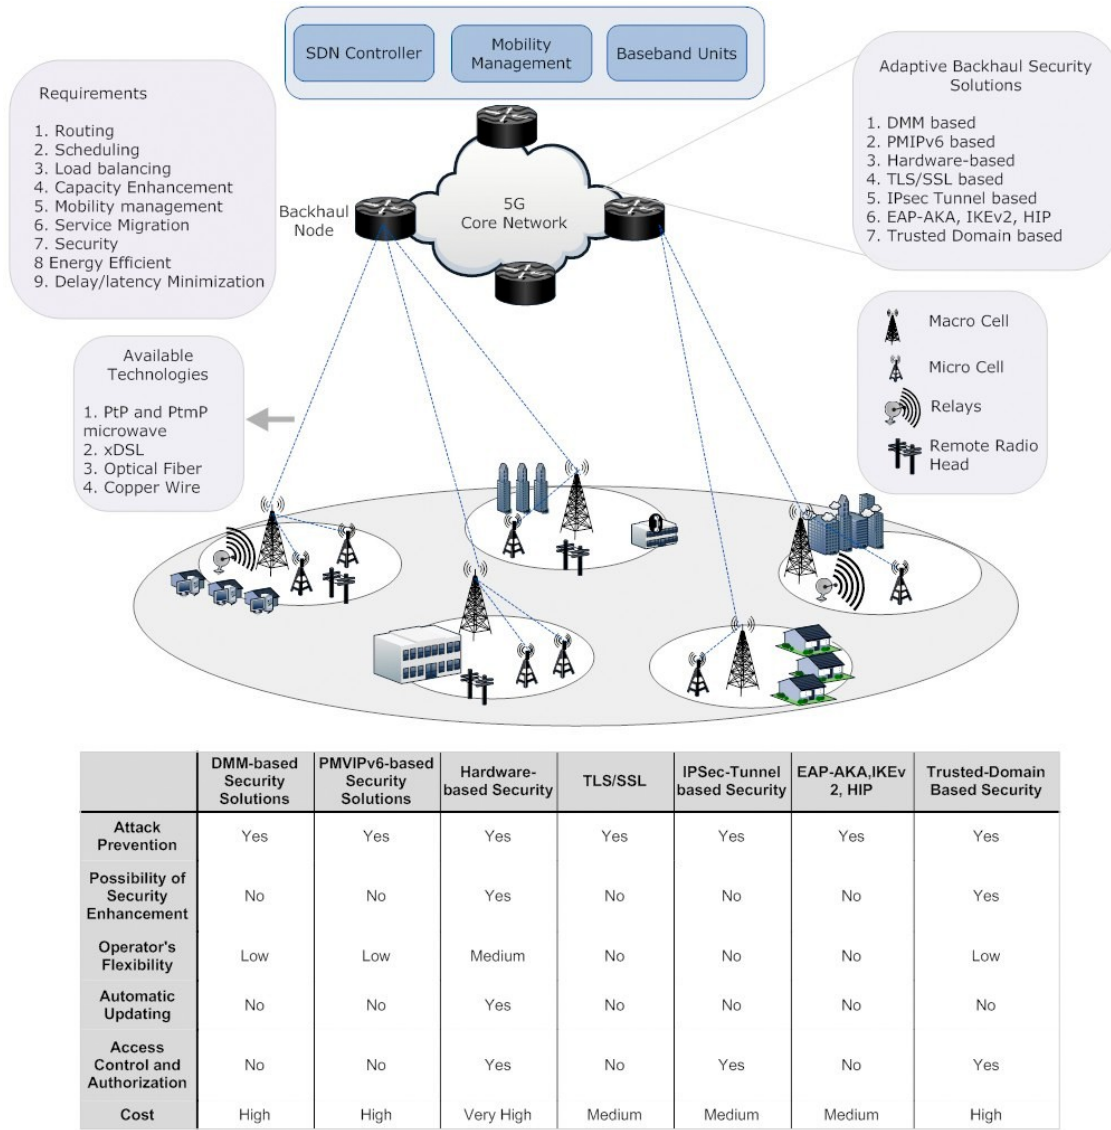 SDN Controller
Mobility
Management
Baseband Units
Requirements
1. Routing
2. Scheduling
3. Load balancing
4. Capacity Enhancement
5. Mobility management
6. Service Migration
7. Security
8 Energy Efficient
9. Delay/latency Minimization
Backhaul
Node
5G
Core Network
Adaptive Backhaul Security
Solutions
1. DMM based
2. PMIPv6 based
3. Hardware-based
4. TLS/SSL based
5. IPsec Tunnel based
6. EAP-AKA, IKEv2, HIP
7. Trusted Domain based
Available
Technologies
1. PtP and PtmP
microwave
2. xDSL
3. Optical Fiber
4. Copper Wire
Macro Cell
Micro Cell
Relays
Remote Radio
Head
DMM-based
Security
Solutions
PMVIPv6-based
Security
Solutions
Hardware-
based Security
TLS/SSL
IPSec-Tunnel
based Security
EAP-AKA,IKEv
2, HIP
Trusted-Domain
Based Security
Attack
Prevention
Yes Yes Yes Yes Yes Yes Yes
Possibility of
Security
Enhancement
No No Yes No No No Yes
Operator's
Flexibility
Low Low Medium No No No Low
Automatic
Updating
No No Yes No No No No
Access
Control and
Authorization
No No Yes No Yes No Yes
Cost High High Very High Medium Medium Medium High